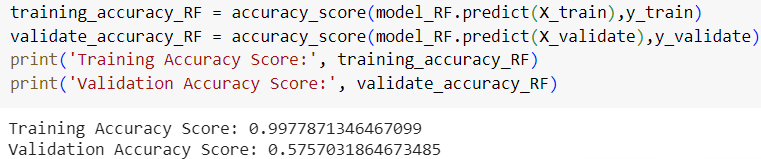 training_accuracy_RF = accuracy_score(model_RF.predict(X_train),y_train)
validate_accuracy_RF = accuracy_score(model_RF.predict(X_validate),y_validate)
print('Training Accuracy Score:', training_accuracy_RF)
print('Validation Accuracy Score:', validate_accuracy_RF)
Training Accuracy Score: 0.9977871346467099
Validation Accuracy Score: 0.5757031864673485